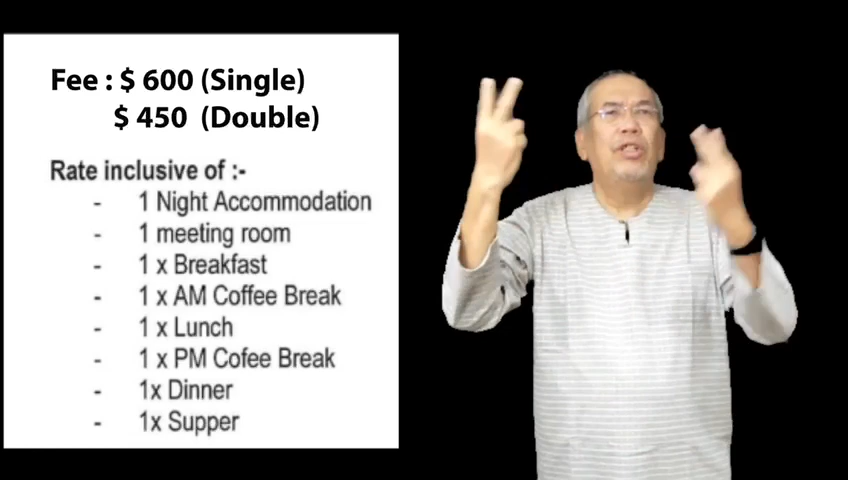 Fee : $ 600 (Single)
$ 450 (Double)
Rate inclusive of :-
- 1 Night Accommodation
- 1 meeting room
- 1 x Breakfast
- 1 x AM Coffee Break
- 1 x Lunch
- 1 x PM Cofee Break
- 1x Dinner
- 1x Supper